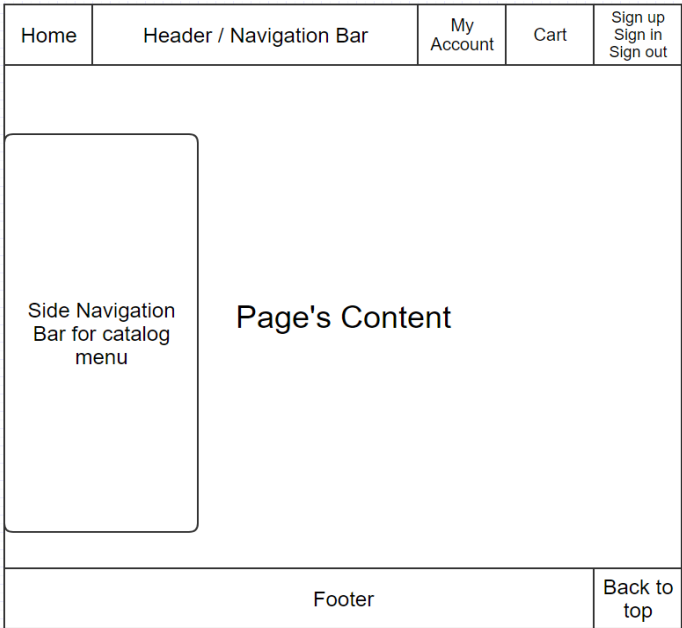 Home
Header / Navigation Bar
My
Account
Cart
Sign up
Sign in
Sign out
Side Navigation
Bar for catalog
menu
Page's Content
Footer
Back to
top